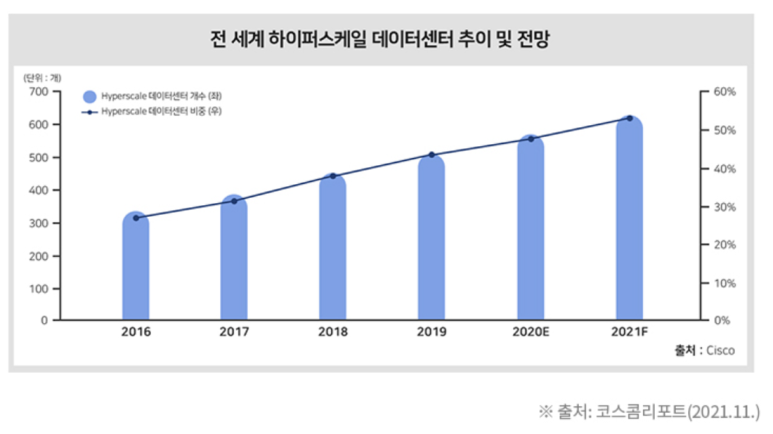 전 세계 하이퍼스케일 데이터센터 추이 및 전망
(단위 : 개)
Hyperscale 데이터센터 개수 (좌)
Hyperscale 데이터센터 비중 (우)
700
600
500
400
300
200
100
0
60%
50%
40%
30%
20%
10%
0%
2016 2017 2018 2019 2020E 2021F
출처 : Cisco
※ 출처: 코스콤리포트(2021.11.)